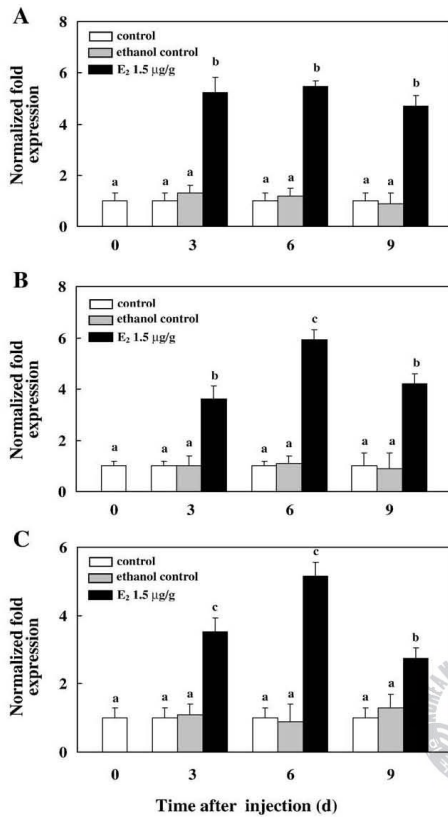 A
8
6
4
2
0
Normalized fold
expression
control
ethanol control
E₂ 1.5 µg/g
a
a
a
b
a
a
b
a
a
b
0
3
6
9
B
8
6
4
2
0
Normalized fold
expression
control
ethanol control
E₂ 1.5 µg/g
a
a
a
b
a
a
c
a
a
b
0
3
6
9
C
6
4
2
0
Normalized fold
expression
control
ethanol control
E₂ 1.5 µg/g
a
a
a
c
a
a
c
a
a
b
0
3
6
9
Time after injection (d)
KOREA